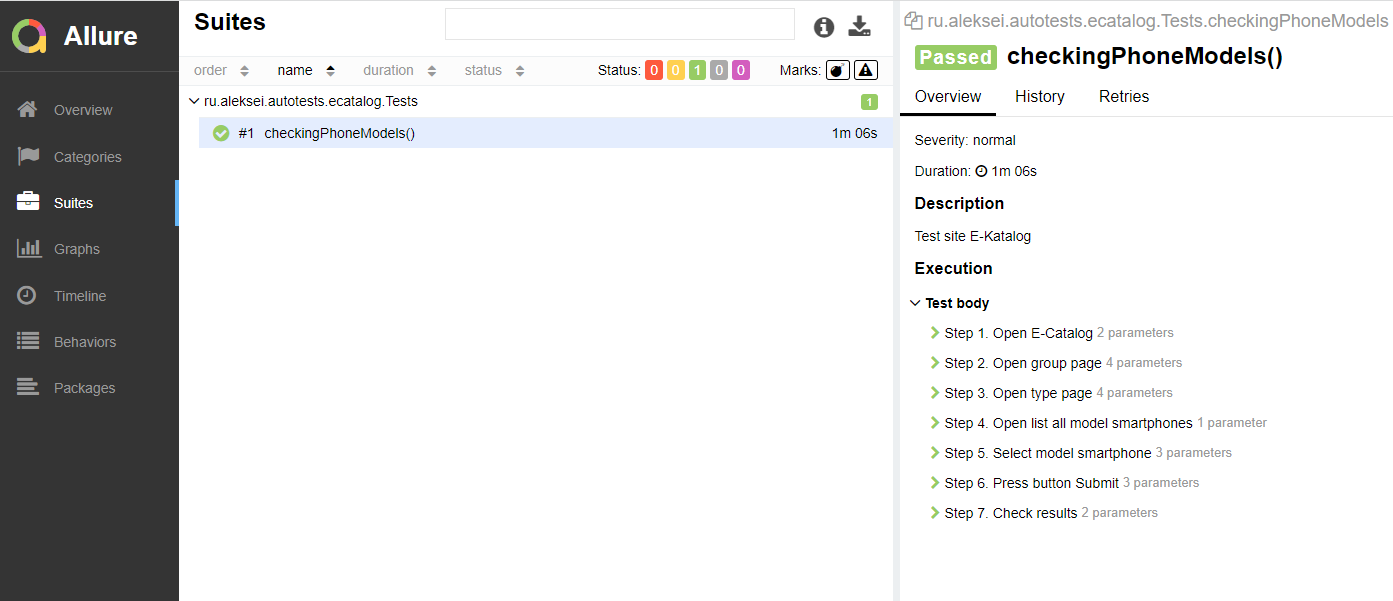 Allure
Overview
Categories
Suites
Graphs
Timeline
Behaviors
Packages
Suites
order name duration status Status: 0 0 1 0 0 Marks:
ru.aleksei.autotests.ecatalog.Tests 1
#1 checkingPhoneModels() 1m 06s
ru.aleksei.autotests.ecatalog.Tests.checkingPhoneModels
Passed checkingPhoneModels()
Overview History Retries
Severity: normal
Duration: 1m 06s
Description
Test site E-Katalog
Execution
Test body
Step 1. Open E-Catalog 2 parameters
Step 2. Open group page 4 parameters
Step 3. Open type page 4 parameters
Step 4. Open list all model smartphones 1 parameter
Step 5. Select model smartphone 3 parameters
Step 6. Press button Submit 3 parameters
Step 7. Check results 2 parameters